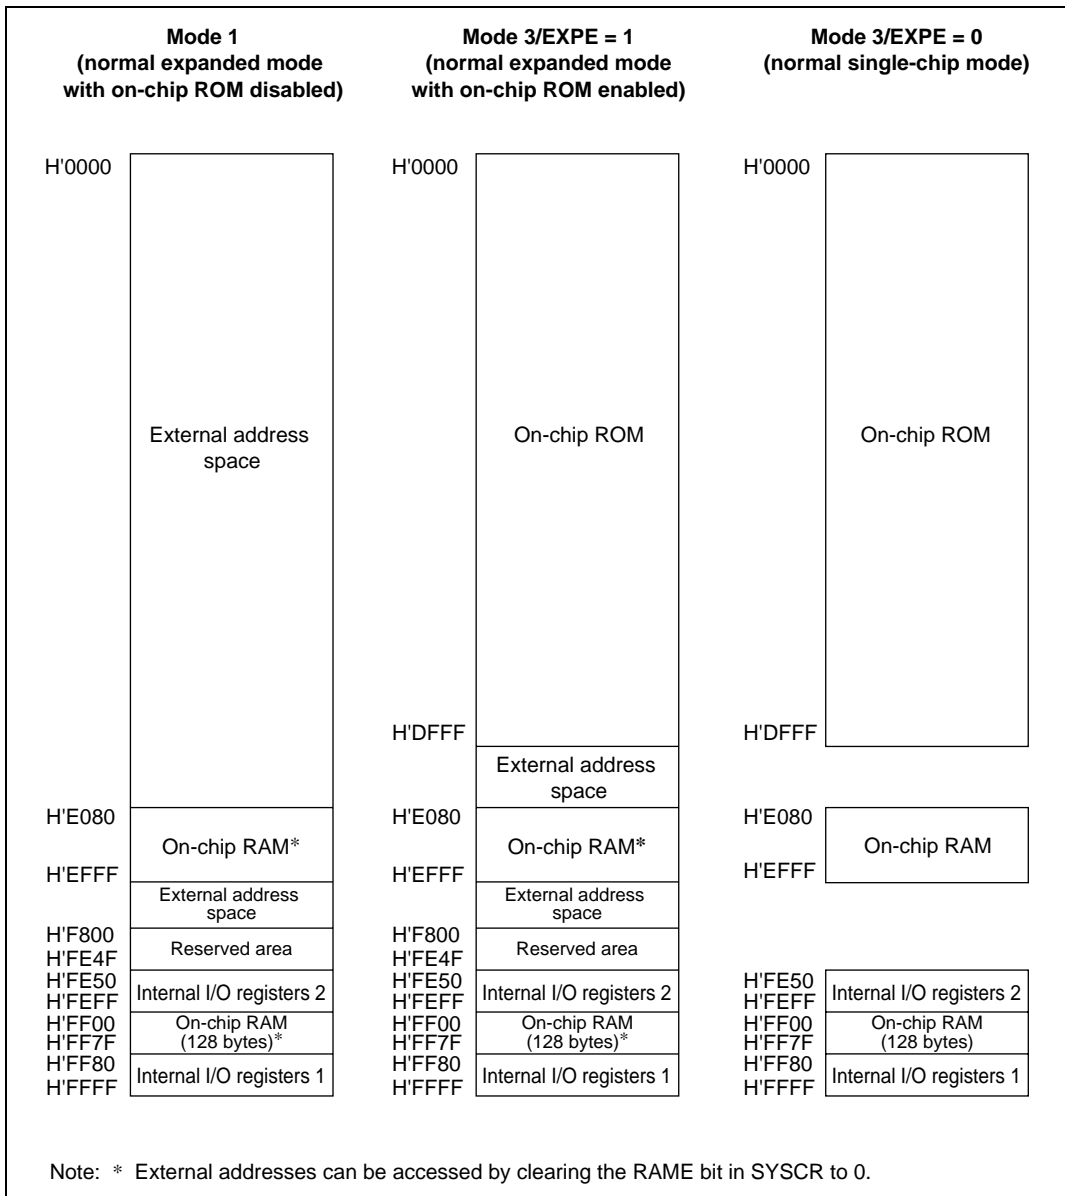 Mode 1
(normal expanded mode
with on-chip ROM disabled)
H'0000
External address
space
H'E080
On-chip RAM*
H'EFFF
External address
space
H'F800
Reserved area
H'FE4F
H'FE50
Internal I/O registers 2
H'FEFF
H'FF00
On-chip RAM
(128 bytes)*
H'FF7F
H'FF80
Internal I/O registers 1
H'FFFF
Mode 3/EXPE = 1
(normal expanded mode
with on-chip ROM enabled)
H'0000
On-chip ROM
H'DFFF
External address
space
H'E080
On-chip RAM*
H'EFFF
External address
space
H'F800
Reserved area
H'FE4F
H'FE50
Internal I/O registers 2
H'FEFF
H'FF00
On-chip RAM
(128 bytes)*
H'FF7F
H'FF80
Internal I/O registers 1
H'FFFF
Mode 3/EXPE = 0
(normal single-chip mode)
H'0000
On-chip ROM
H'DFFF
H'E080
On-chip RAM
H'EFFF
H'FE50
Internal I/O registers 2
H'FEFF
H'FF00
On-chip RAM
(128 bytes)
H'FF7F
H'FF80
Internal I/O registers 1
H'FFFF
Note: * External addresses can be accessed by clearing the RAME bit in SYSCR to 0.